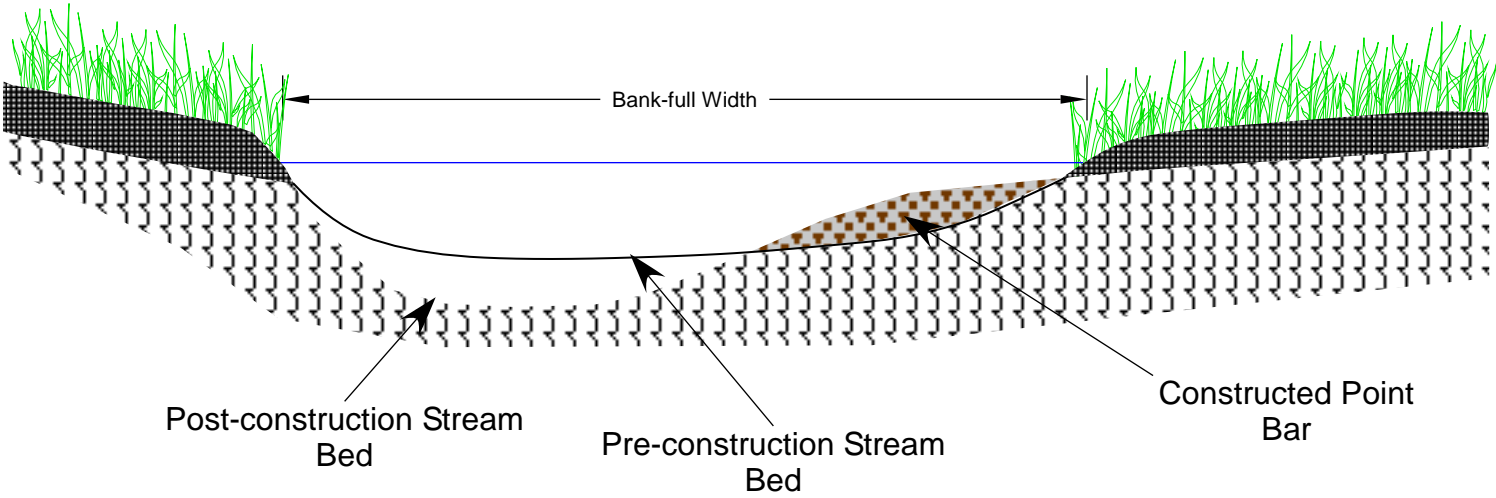 Bank-full Width
Post-construction Stream
Bed
Pre-construction Stream
Bed
Constructed Point
Bar